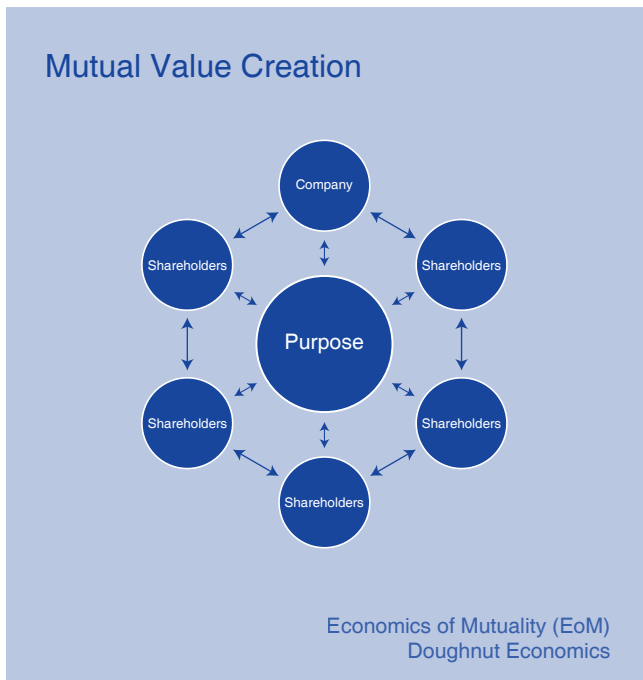 Mutual Value Creation
Company
Shareholders
Shareholders
Purpose
Shareholders
Shareholders
Shareholders
Economics of Mutuality (EoM)
Doughnut Economics